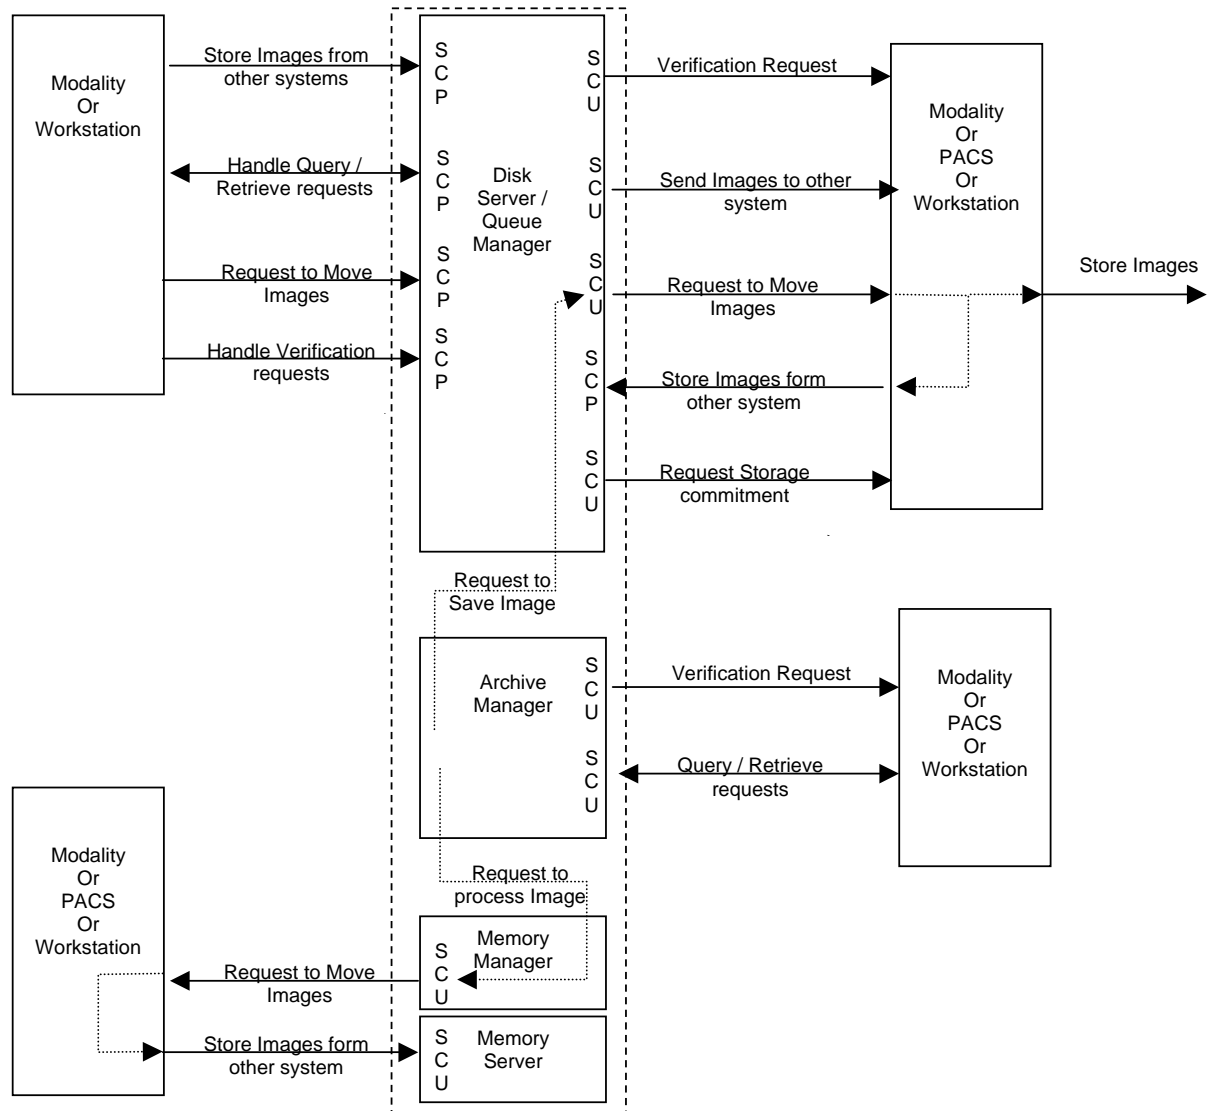 Modality
Or
Workstation
Store Images from
other systems
Handle Query /
Retrieve requests
Request to Move
Images
Handle Verification
requests
S
C
P
S
C
P
S
C
P
S
C
P
Disk
Server /
Queue
Manager
S
C
U
S
C
U
S
C
U
S
C
P
S
C
U
Verification Request
Send Images to other
system
Request to Move
Images
Store Images form
other system
Request Storage
commitment
Modality
Or
PACS
Or
Workstation
Store Images
Request to
Save Image
Archive
Manager
S
C
U
S
C
U
Verification Request
Query / Retrieve
requests
Modality
Or
PACS
Or
Workstation
Request to
process Image
Modality
Or
PACS
Or
Workstation
Request to Move
Images
Store Images form
other system
S
C
U
Memory
Manager
S
C
U
Memory
Server